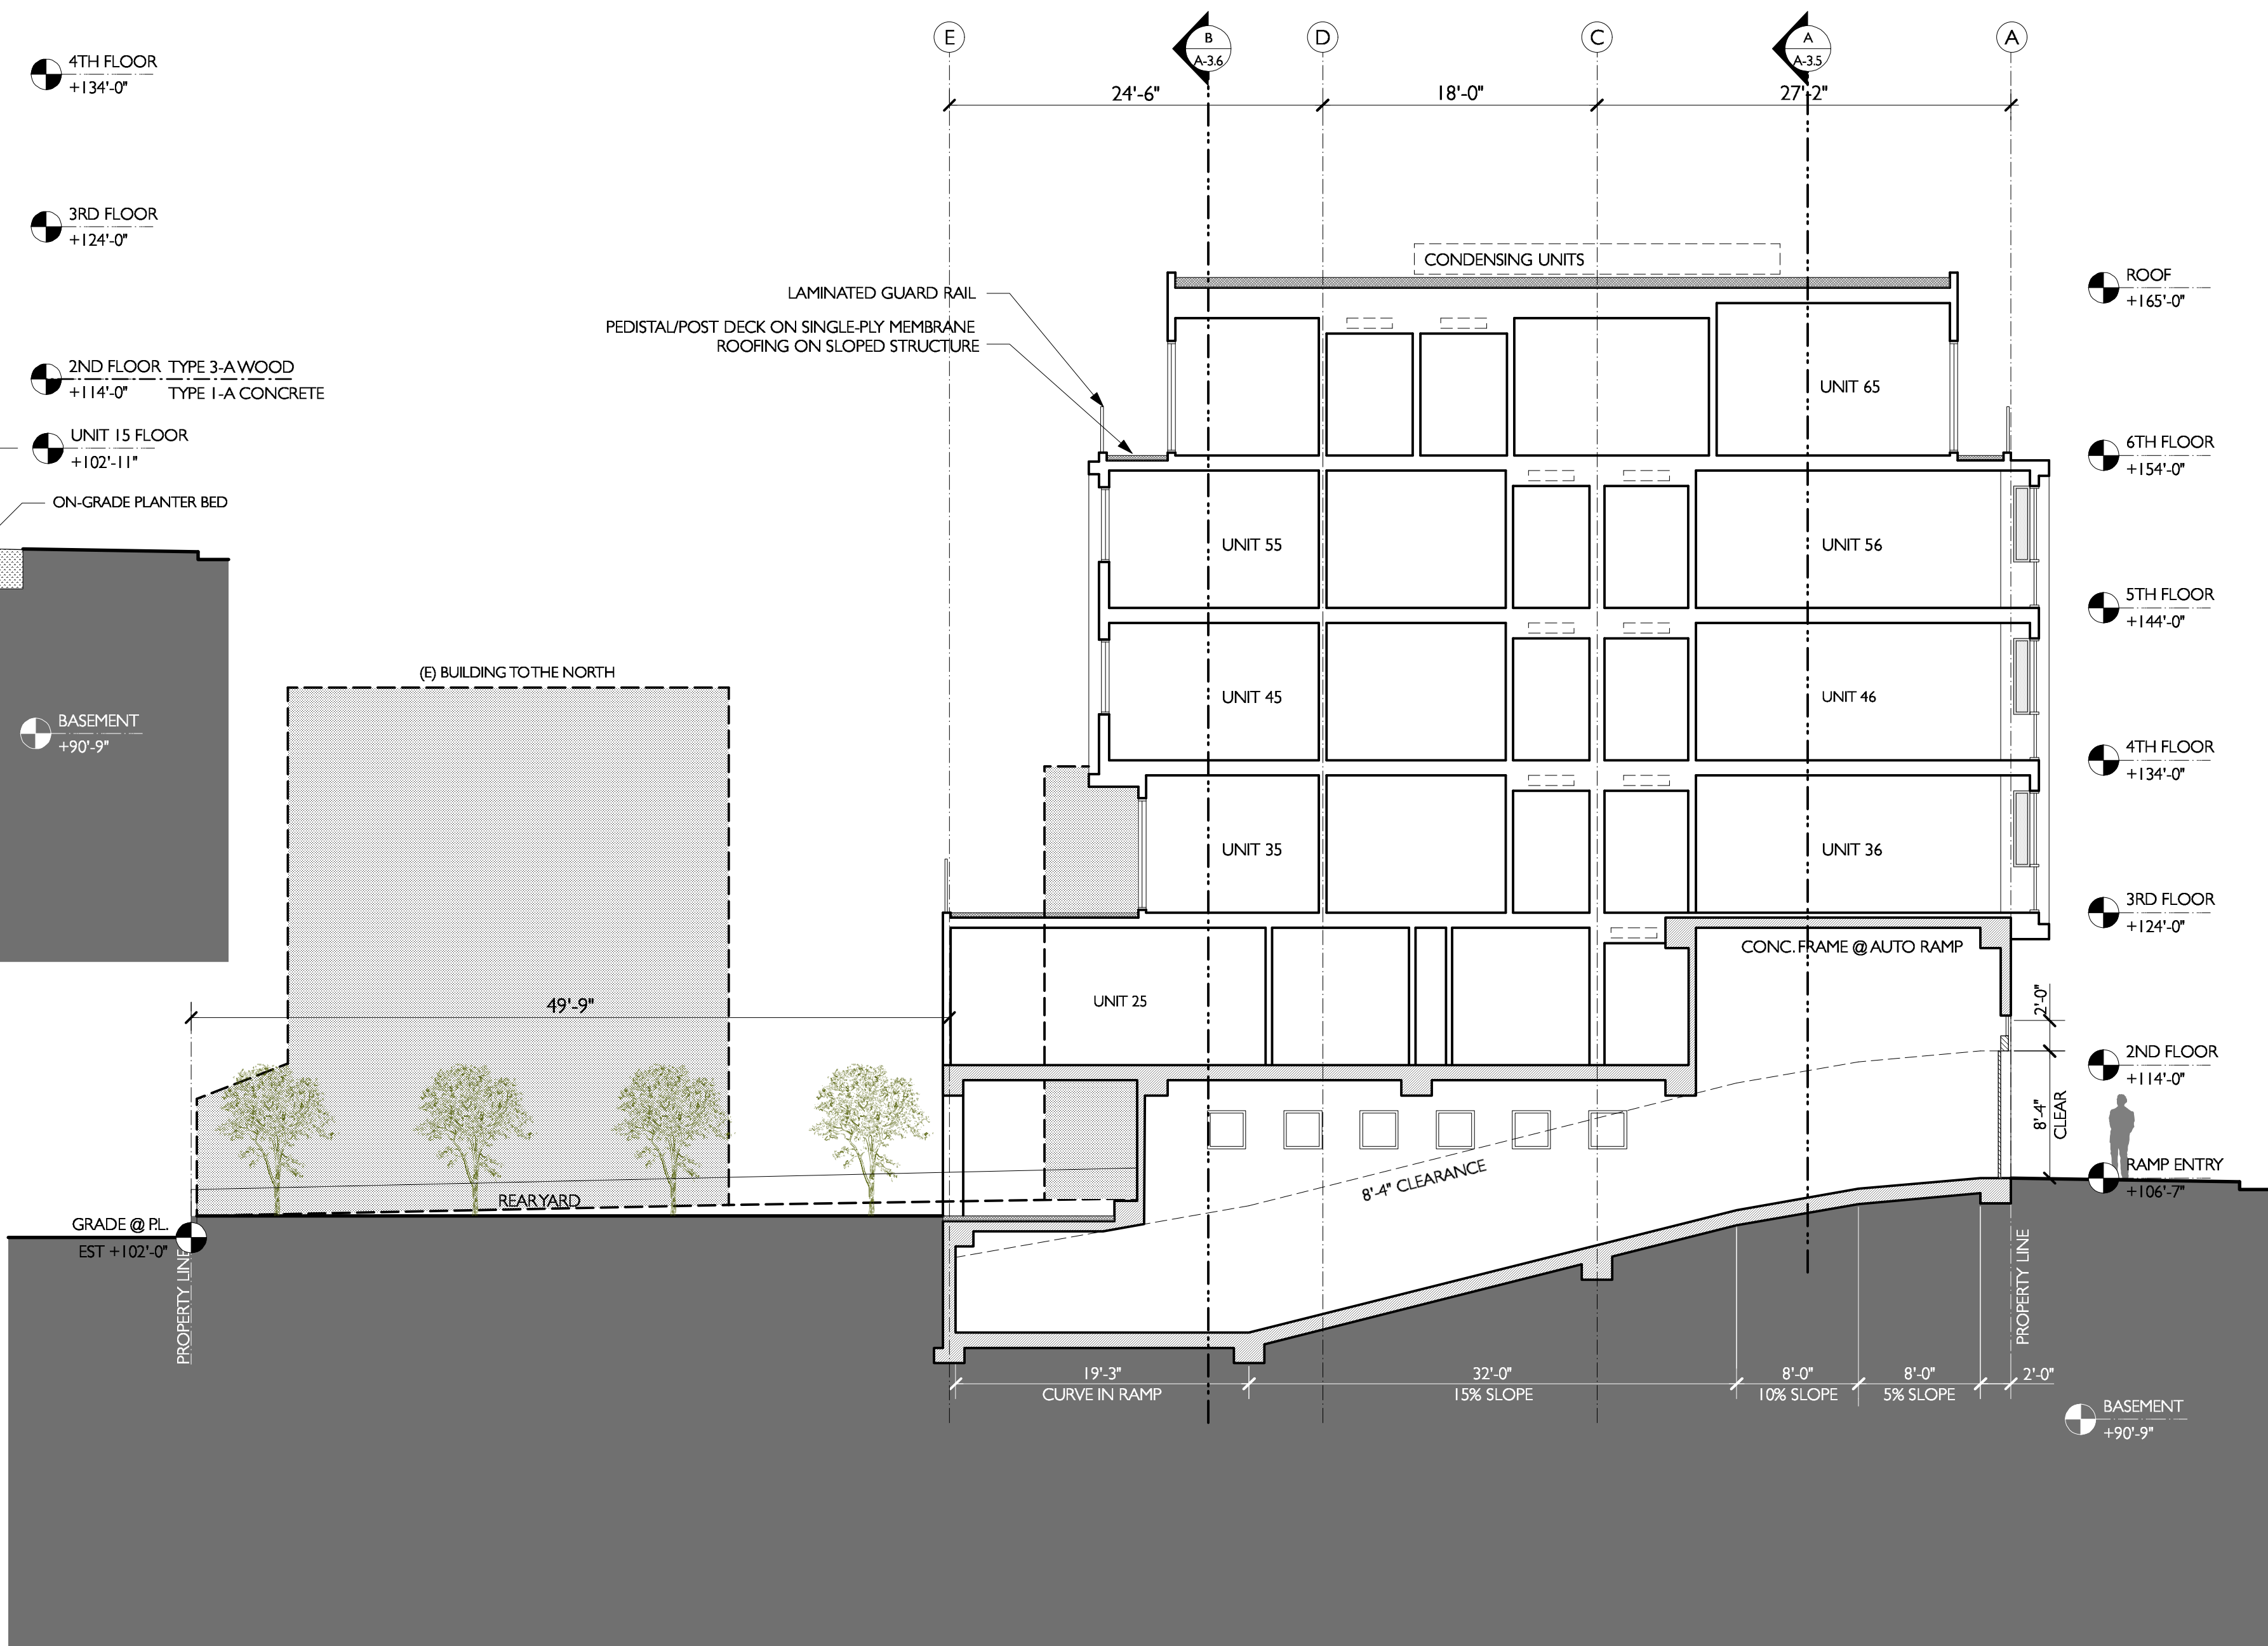 E
B
A-3.6
D
C
A
A-3.5
A
4TH FLOOR
+134'-0"
24'-6"
18'-0"
27'-2"
3RD FLOOR
+124'-0"
CONDENSING UNITS
LAMINATED GUARD RAIL
ROOF
+165'-0"
PEDISTAL/POST DECK ON SINGLE-PLY MEMBRANE
ROOFING ON SLOPED STRUCTURE
2ND FLOOR TYPE 3-A WOOD
+114'-0" TYPE 1-A CONCRETE
UNIT 65
UNIT 15 FLOOR
+102'-11"
6TH FLOOR
+154'-0"
ON-GRADE PLANTER BED
UNIT 55
UNIT 56
5TH FLOOR
+144'-0"
(E) BUILDING TO THE NORTH
UNIT 45
UNIT 46
BASEMENT
+90'-9"
4TH FLOOR
+134'-0"
UNIT 35
UNIT 36
3RD FLOOR
+124'-0"
CONC. FRAME @ AUTO RAMP
49'-9"
UNIT 25
2'-0"
2ND FLOOR
+114'-0"
8'-4"
CLEAR
8'-4" CLEARANCE
RAMP ENTRY
+106'-7"
REAR YARD
GRADE @ P.L.
EST +102'-0"
PROPERTY LINE
PROPERTY LINE
19'-3"
CURVE IN RAMP
32'-0"
15% SLOPE
8'-0"
10% SLOPE
8'-0"
5% SLOPE
2'-0"
BASEMENT
+90'-9"